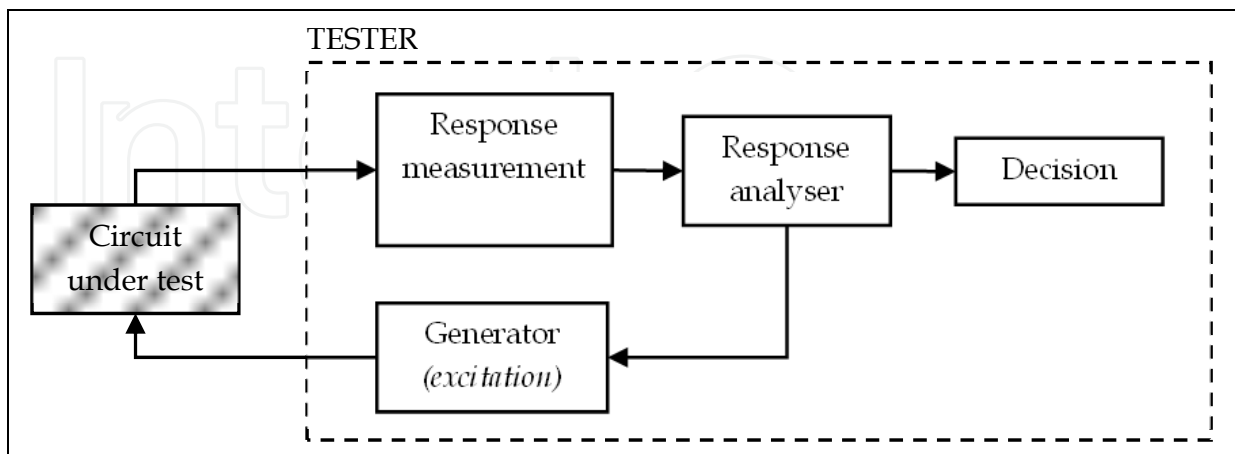 TESTER
Response
measurement
Response
analyser
Decision
Circuit
under test
Generator
(excitation)